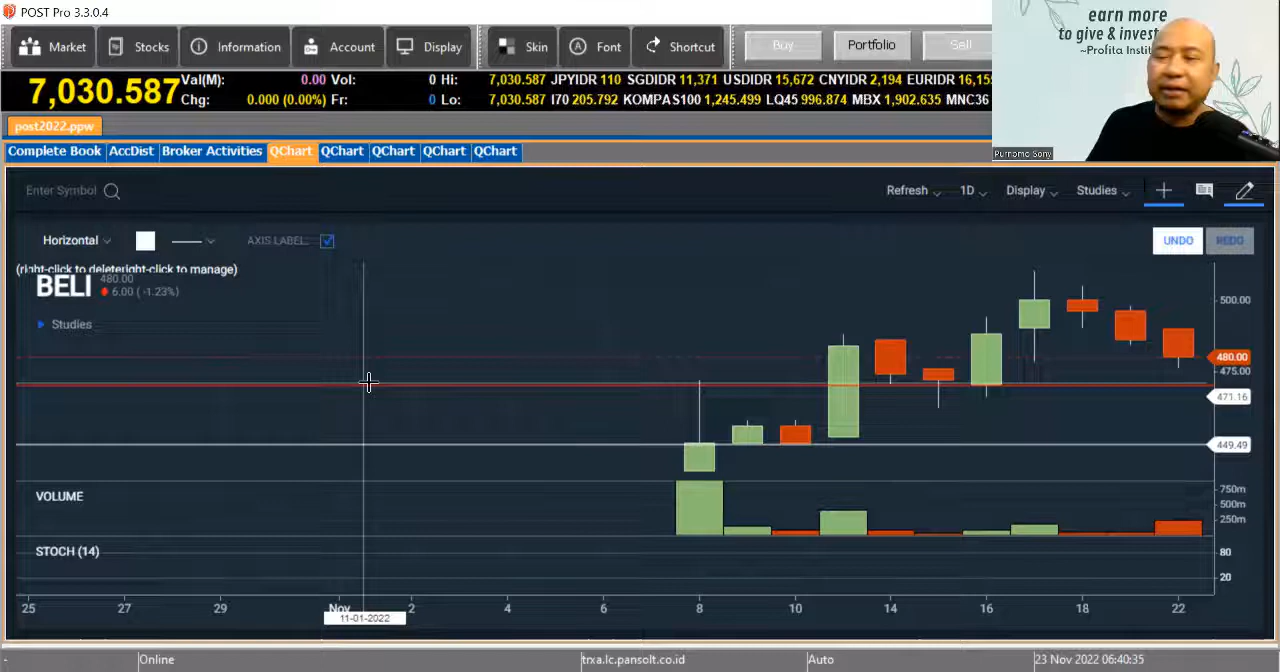 POST Pro 3.3.0.4
Market Stocks Information Account Display Skin Font Shortcut Buy Portfolio Sell
7,030.587 Val(M): 0.00 Vol: 0 Hi: 7,030.587 JPYIDR 110 SGDIDR 11,371 USDIDR 15,672 CNYIDR 2,194 EURIDR
Chg: 0.000 (0.00%) Fr: 0 Lo: 7,030.587 I70 205.792 KOMPAS100 1,245.499 LQ45 996.874 MBX 1,902.635 MNC36
earn more
to give & invest
~Profita
Purnomo Sony
post2022.ppw
Complete Book AccDist Broker Activities QChart QChart QChart QChart QChart
Enter Symbol Refresh 1D Display Studies
Horizontal AXIS LABEL: UNDO REDO
(right-click to deleteright-click to manage)
BELI 480.00
6.00 ( -1.23%)
Studies
500.00
480.00
475.00
471.16
449.49
VOLUME
750m
500m
250m
STOCH (14)
80
20
25 27 29 Nov 2 4 6 8 10 14 16 18 22
11-01-2022
- Online trxa.lc.pansolt.co.id Auto 23 Nov 2022 06:40:35